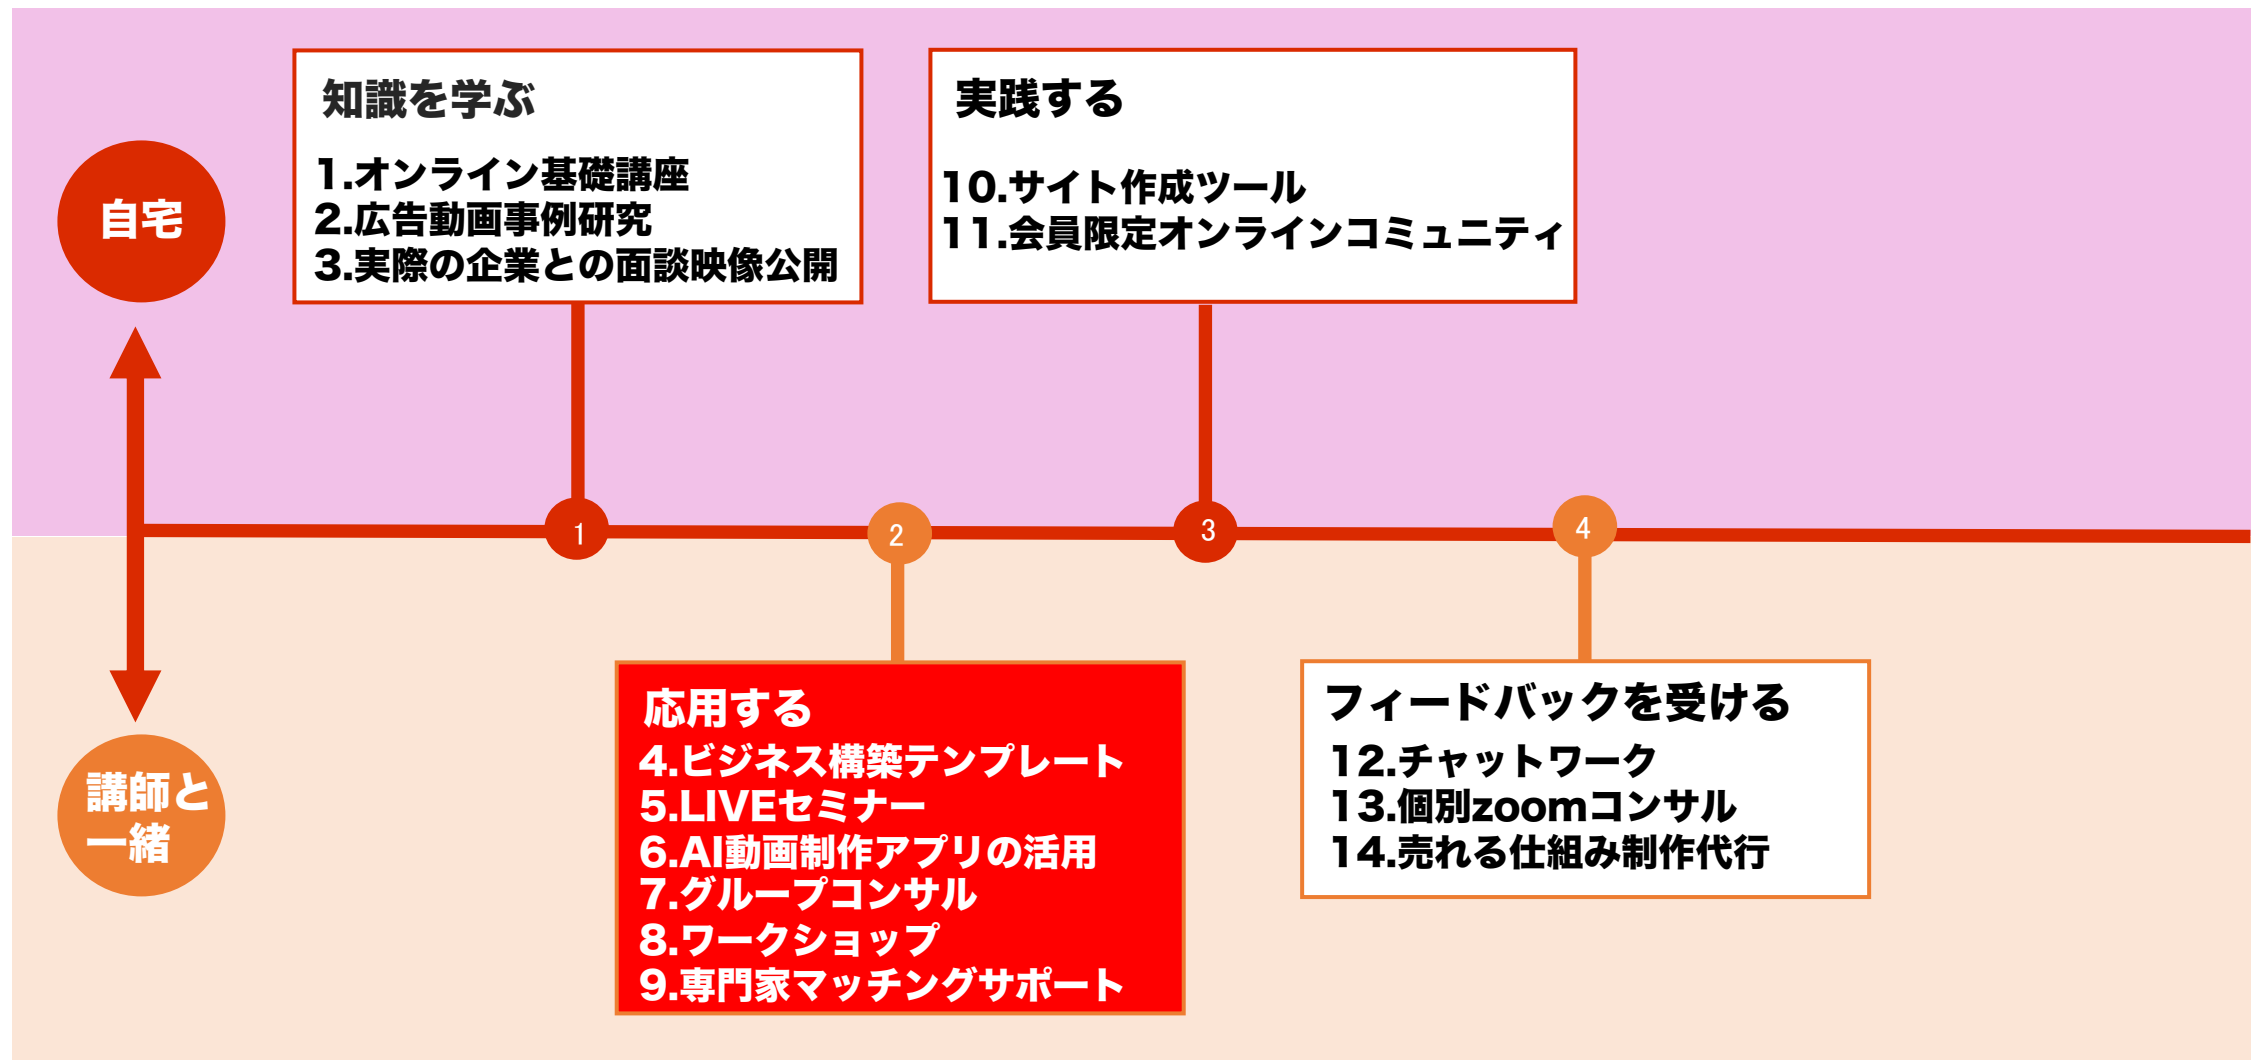 自宅
知識を学ぶ
1.オンライン基礎講座
2.広告動画事例研究
3.実際の企業との面談映像公開
実践する
10.サイト作成ツール
11.会員限定オンラインコミュニティ
1
2
3
4
講師と
一緒
応用する
4.ビジネス構築テンプレート
5.LIVEセミナー
6.AI動画制作アプリの活用
7.グループコンサル
8.ワークショップ
9.専門家マッチングサポート
フィードバックを受ける
12.チャットワーク
13.個別zoomコンサル
14.売れる仕組み制作代行